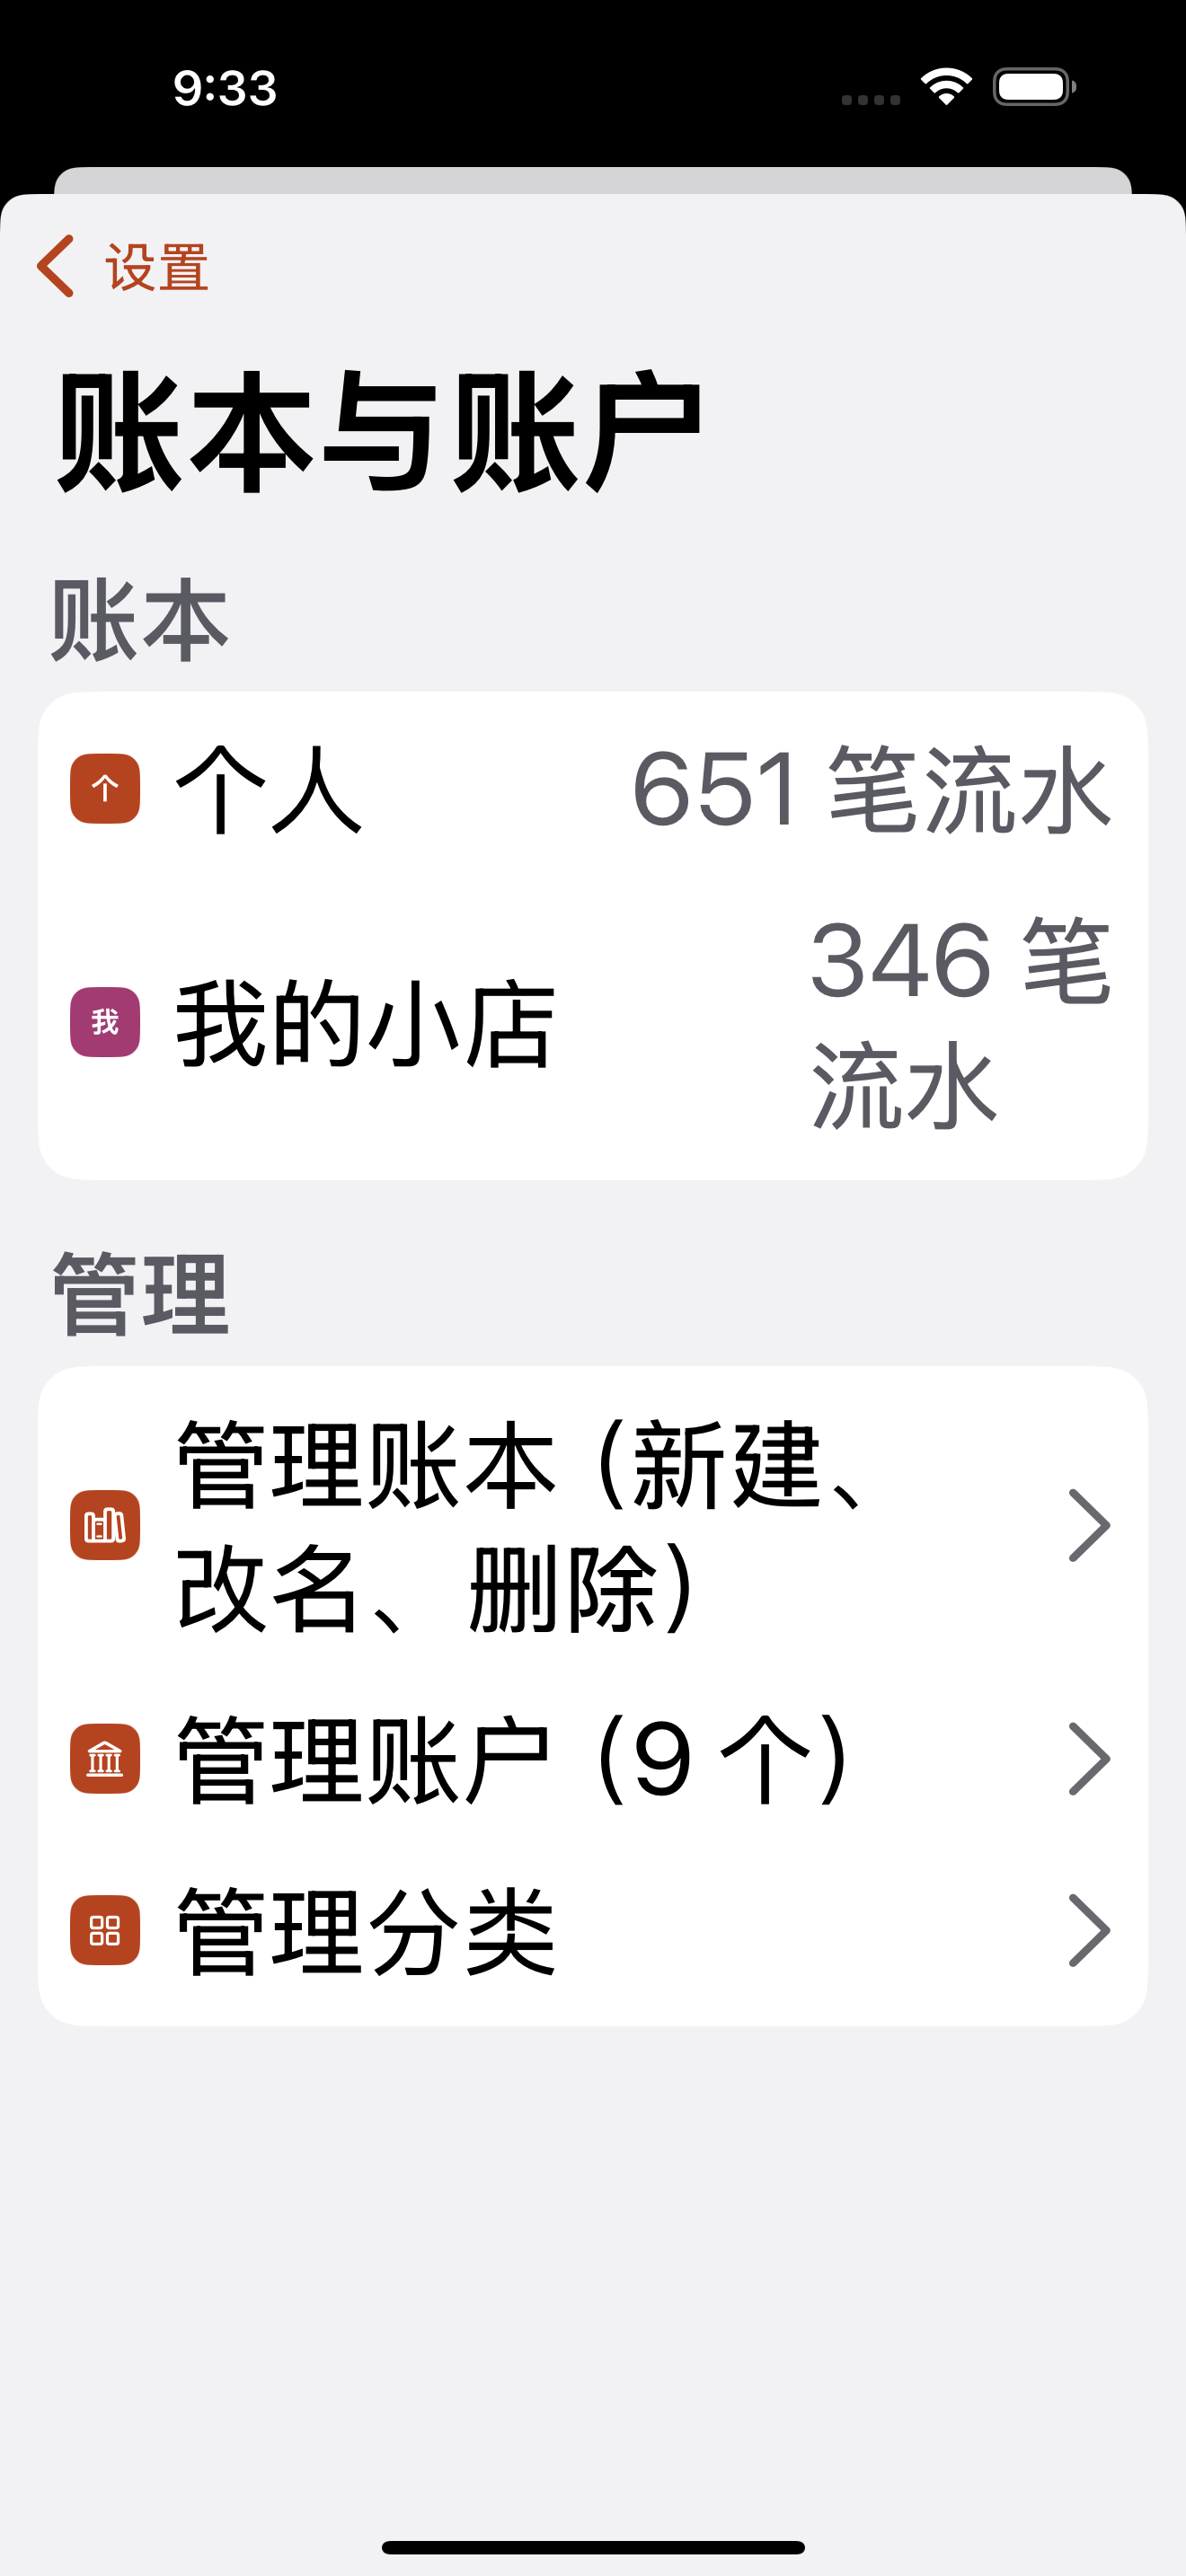 9:33
设置
账本与账户
账本
个 个人 651 笔流水
我 我的小店 346 笔
流水
管理
管理账本（新建、
改名、删除）
管理账户（9 个）
管理分类